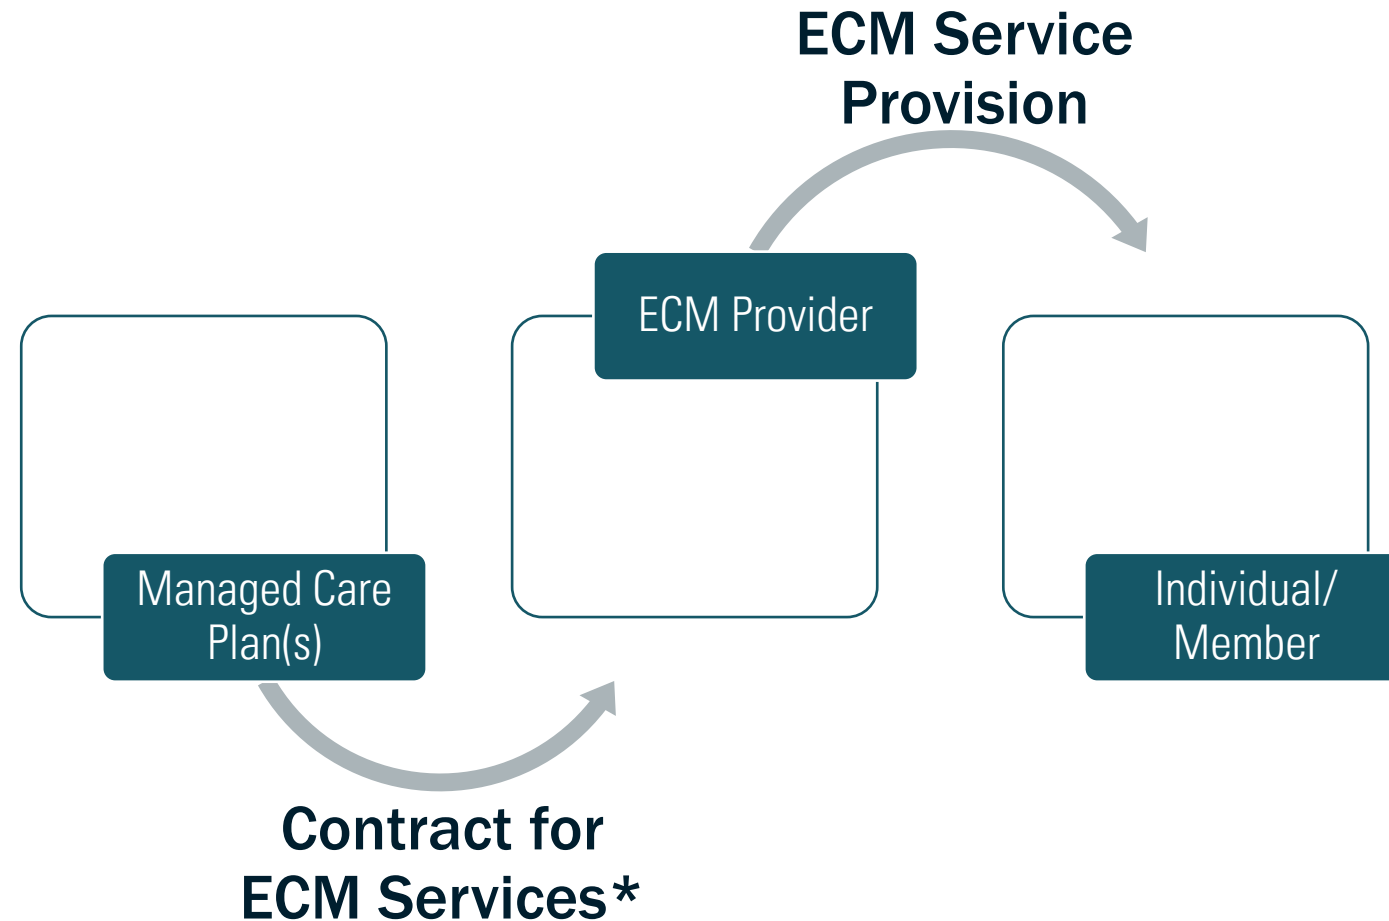 ECM Service
Provision
ECM Provider
Managed Care
Plan(s)
Individual/
Member
Contract for
ECM Services*